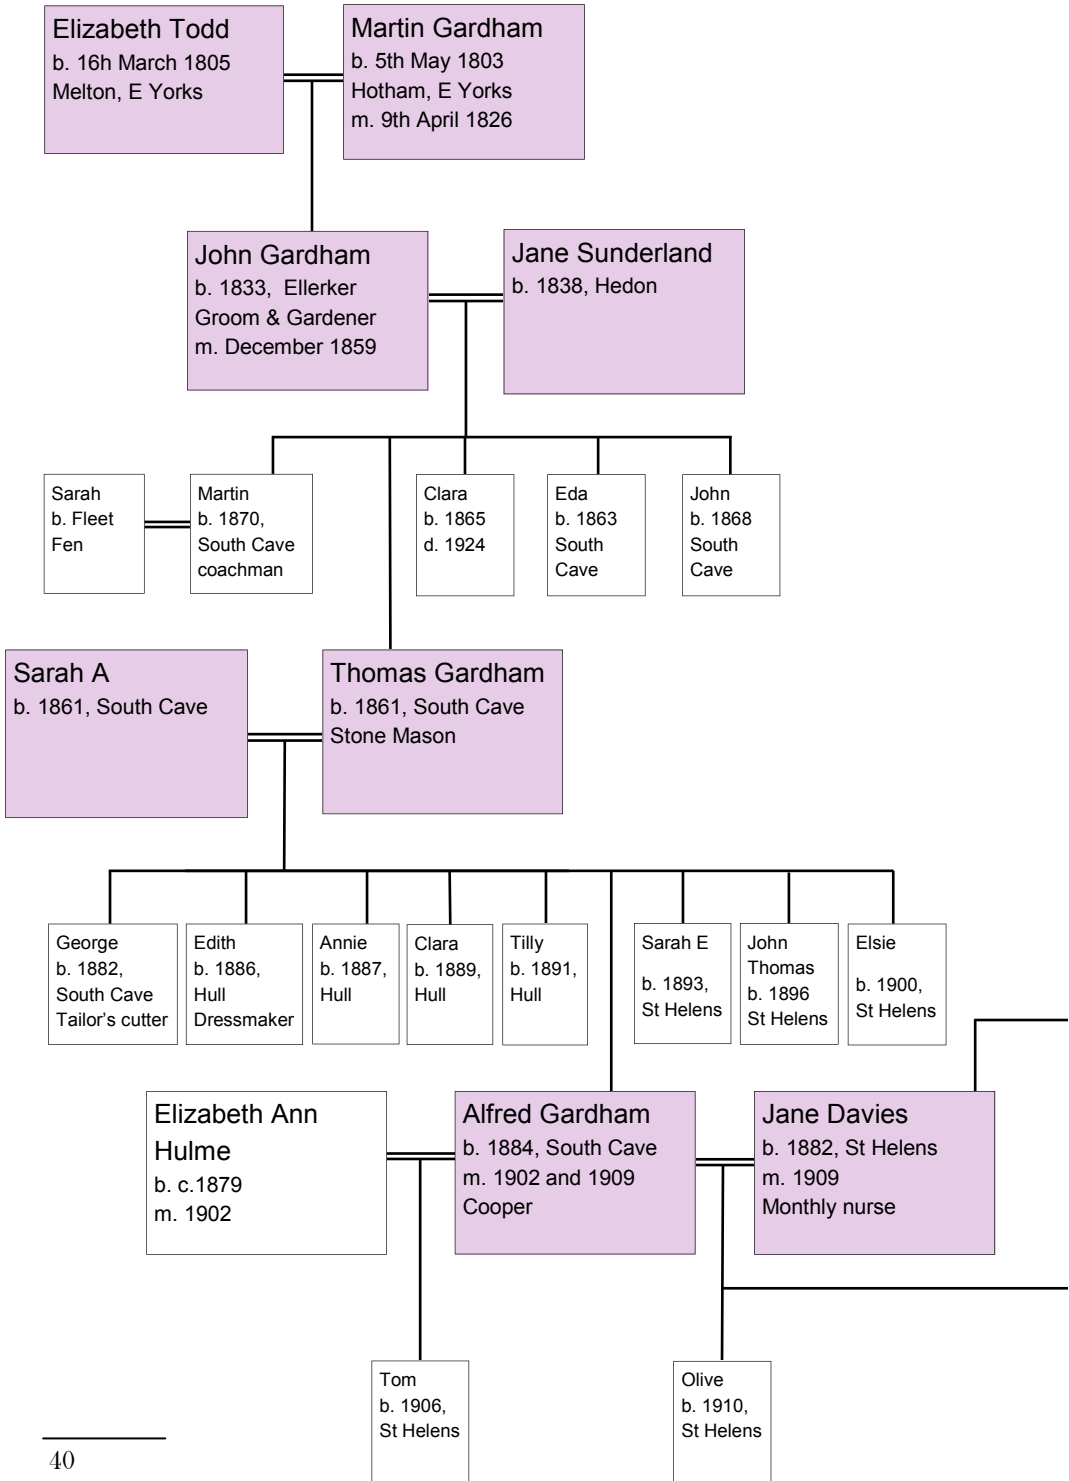 Elizabeth Todd
b. 16h March 1805
Melton, E Yorks
Martin Gardham
b. 5th May 1803
Hotham, E Yorks
m. 9th April 1826
John Gardham
b. 1833, Ellerker
Groom & Gardener
m. December 1859
Jane Sunderland
b. 1838, Hedon
Sarah
b. Fleet
Fen
Martin
b. 1870,
South Cave
coachman
Clara
b. 1865
d. 1924
Eda
b. 1863
South
Cave
John
b. 1868
South
Cave
Sarah A
b. 1861, South Cave
Thomas Gardham
b. 1861, South Cave
Stone Mason
George
b. 1882,
South Cave
Tailor's cutter
Edith
b. 1886,
Hull
Dressmaker
Annie
b. 1887,
Hull
Clara
b. 1889,
Hull
Tilly
b. 1891,
Hull
Sarah E
b. 1893,
St Helens
John
Thomas
b. 1896
St Helens
Elsie
b. 1900,
St Helens
Elizabeth Ann
Hulme
b. c.1879
m. 1902
Alfred Gardham
b. 1884, South Cave
m. 1902 and 1909
Cooper
Jane Davies
b. 1882, St Helens
m. 1909
Monthly nurse
Tom
b. 1906,
St Helens
Olive
b. 1910,
St Helens
40